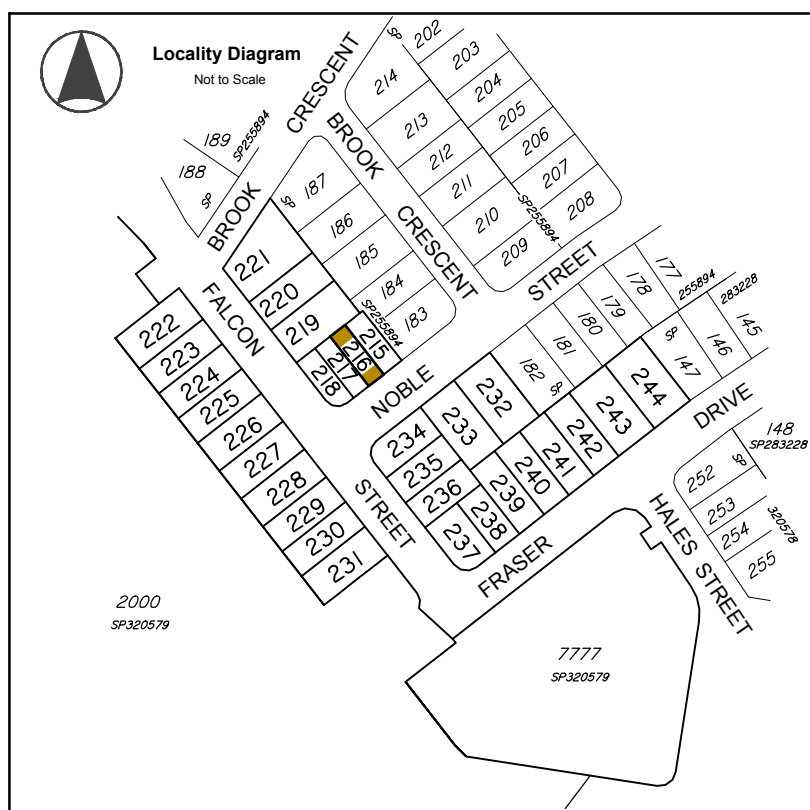 Locality Diagram
Not to Scale
CRESCENT
BROOK
BROOK
CRESCENT
FALCON
STREET
NOBLE
STREET
FRASER
DRIVE
HALES STREET
SP
202
203
204
205
206
207
208
214
213
212
211
210
209
SP255894
189
SP255894
188
SP
SP
187
186
185
184
183
SP255894
221
220
219
218
217
216
215
222
223
224
225
226
227
228
229
230
231
234
235
236
237
233
232
182
SP
181
180
179
178
177
255894
283228
SP
147
146
145
238
239
240
241
242
243
244
148
SP283228
252
SP
253
254
255
320578
2000
SP320579
7777
SP320579